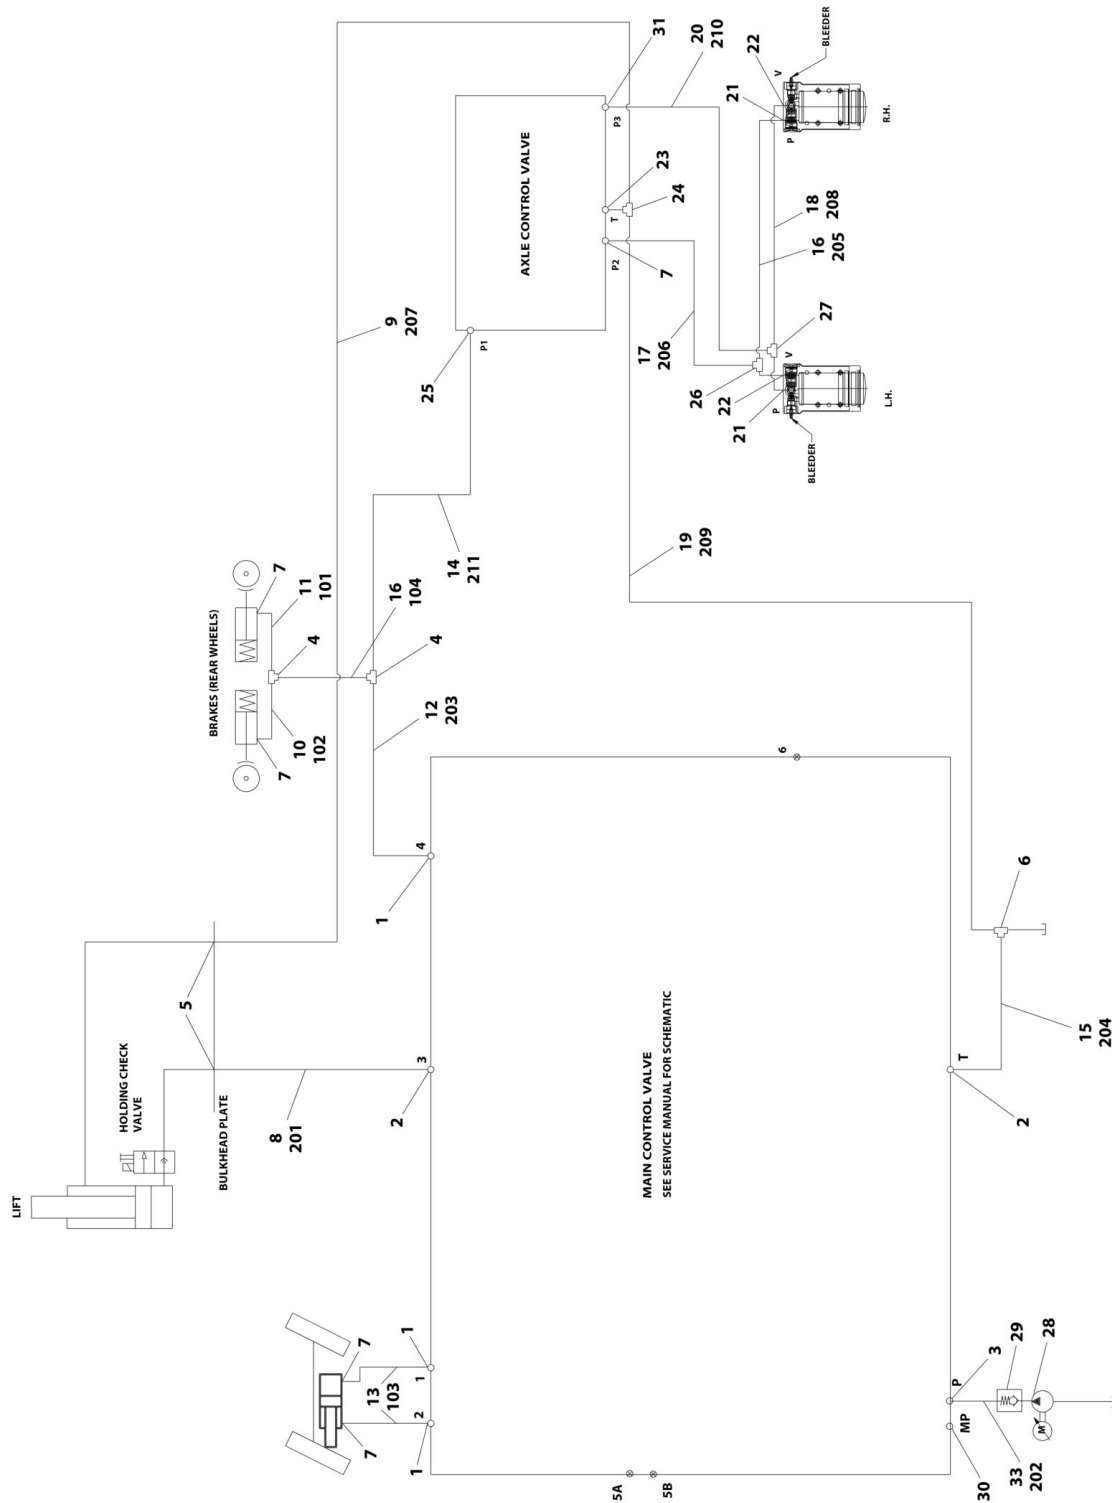 LIFT
HOLDING CHECK
VALVE
BULKHEAD PLATE
5
8
201
BRAKES (REAR WHEELS)
7
10
102
7
11
101
4
16
104
4
12
203
9
207
14
211
25
P1
AXLE CONTROL VALVE
P2
T
P3
7
23
24
31
17
206
20
210
26
22
21
P
V
BLEEDER
L.H.
27
16
205
18
208
21
22
P
V
BLEEDER
R.H.
19
209
7
7
13
103
1
2
1
1
2
3
1
4
MAIN CONTROL VALVE
SEE SERVICE MANUAL FOR SCHEMATIC
5A
5B
6
MP
P
T
30
3
2
33
202
29
28
M
15
204
6